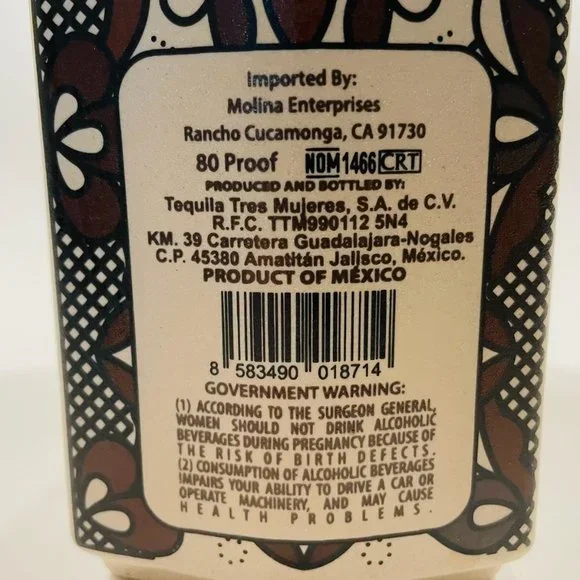 Imported By:
Molina Enterprises
Rancho Cucamonga, CA 91730
80 Proof NOM 1466 CRT
PRODUCED AND BOTTLED BY:
Tequila Tres Mujeres, S.A. de C.V.
R.F.C. TTM990112 5N4
KM. 39 Carretera Guadalajara-Nogales
C.P. 45380 Amatitán Jalisco, México.
PRODUCT OF MÉXICO
8 583490 018714
GOVERNMENT WARNING:
(1) ACCORDING TO THE SURGEON GENERAL,
WOMEN SHOULD NOT DRINK ALCOHOLIC
BEVERAGES DURING PREGNANCY BECAUSE OF
THE RISK OF BIRTH DEFECTS.
(2) CONSUMPTION OF ALCOHOLIC BEVERAGES
IMPAIRS YOUR ABILITY TO DRIVE A CAR OR
OPERATE MACHINERY, AND MAY CAUSE
HEALTH PROBLEMS.